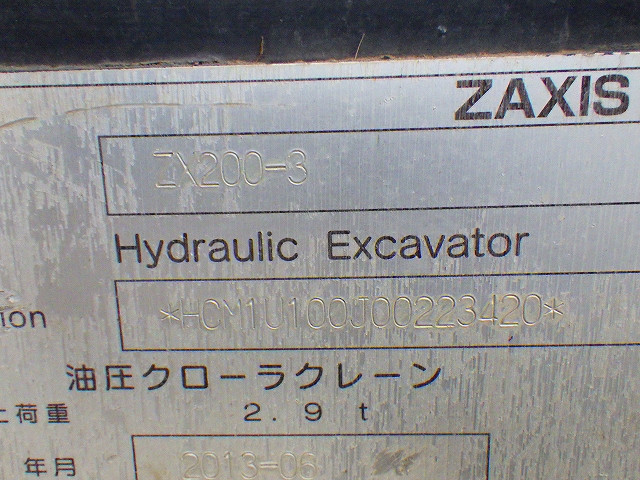 ZAXIS
ZX200-3
Hydraulic Excavator
ion
*HCM1U100J00223420*
油圧クローラクレーン
上荷重 2.9 t
年月 2013-06